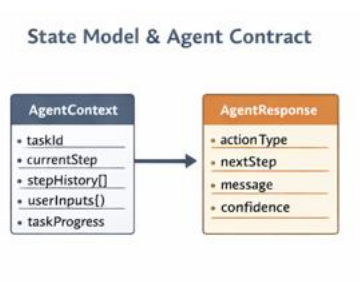 State Model & Agent Contract
AgentContext
• taskId
• currentStep
• stepHistory[]
• userInputs{}
• taskProgress
AgentResponse
• actionType
• nextStep
• message
• confidence